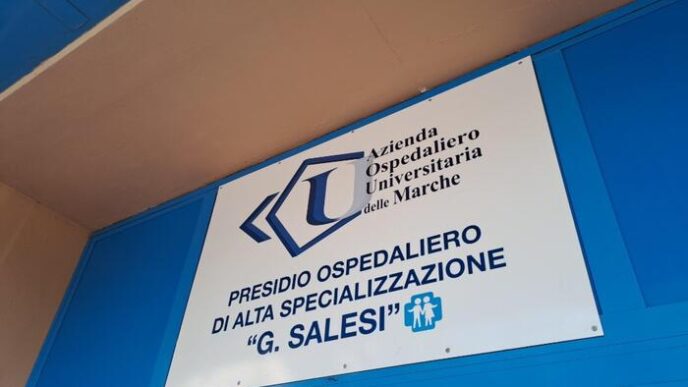 U
Azienda
Ospedaliero
Universitaria
delle Marche
PRESIDIO OSPEDALIERO
DI ALTA SPECIALIZZAZIONE
"G. SALESI"